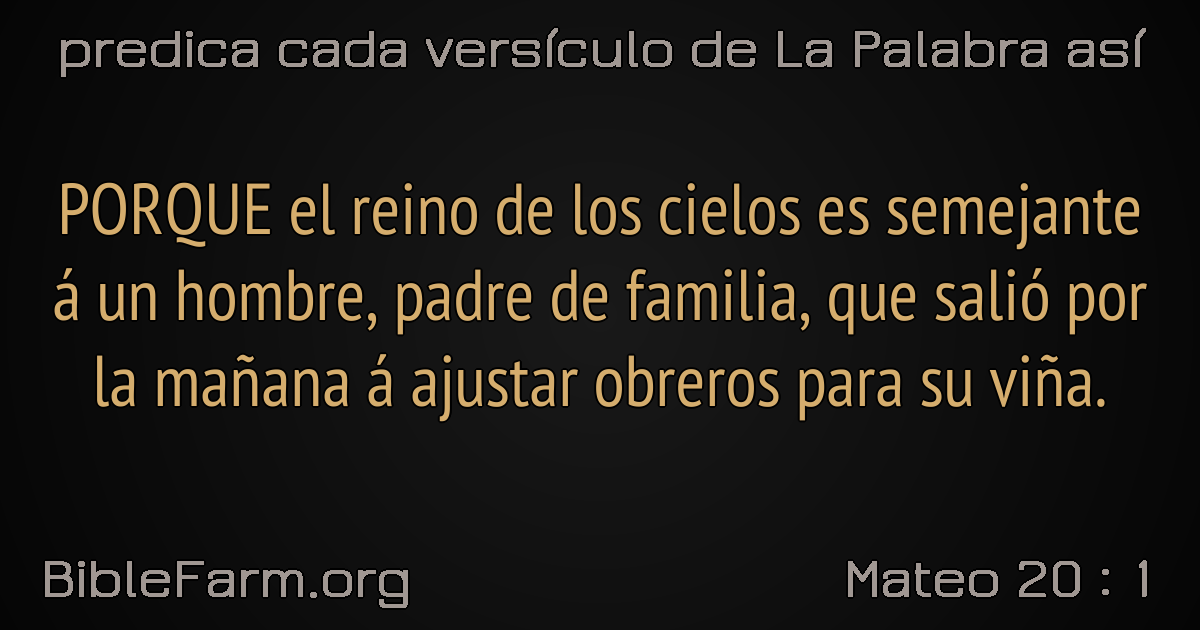 predica cada versículo de La Palabra así
PORQUE el reino de los cielos es semejante
á un hombre, padre de familia, que salió por
la mañana á ajustar obreros para su viña.
BibleFarm.org
Mateo 20 : 1